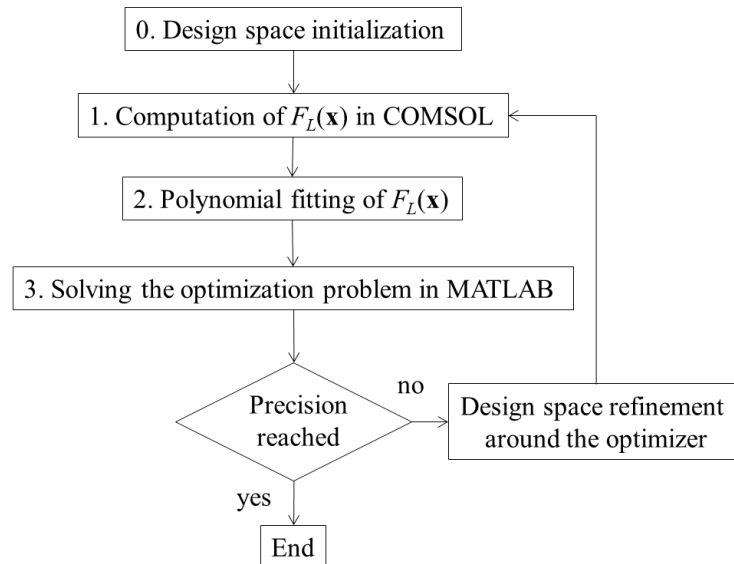 0. Design space initialization
1. Computation of F_L(x) in COMSOL
2. Polynomial fitting of F_L(x)
3. Solving the optimization problem in MATLAB
Precision
reached
no
Design space refinement
around the optimizer
yes
End